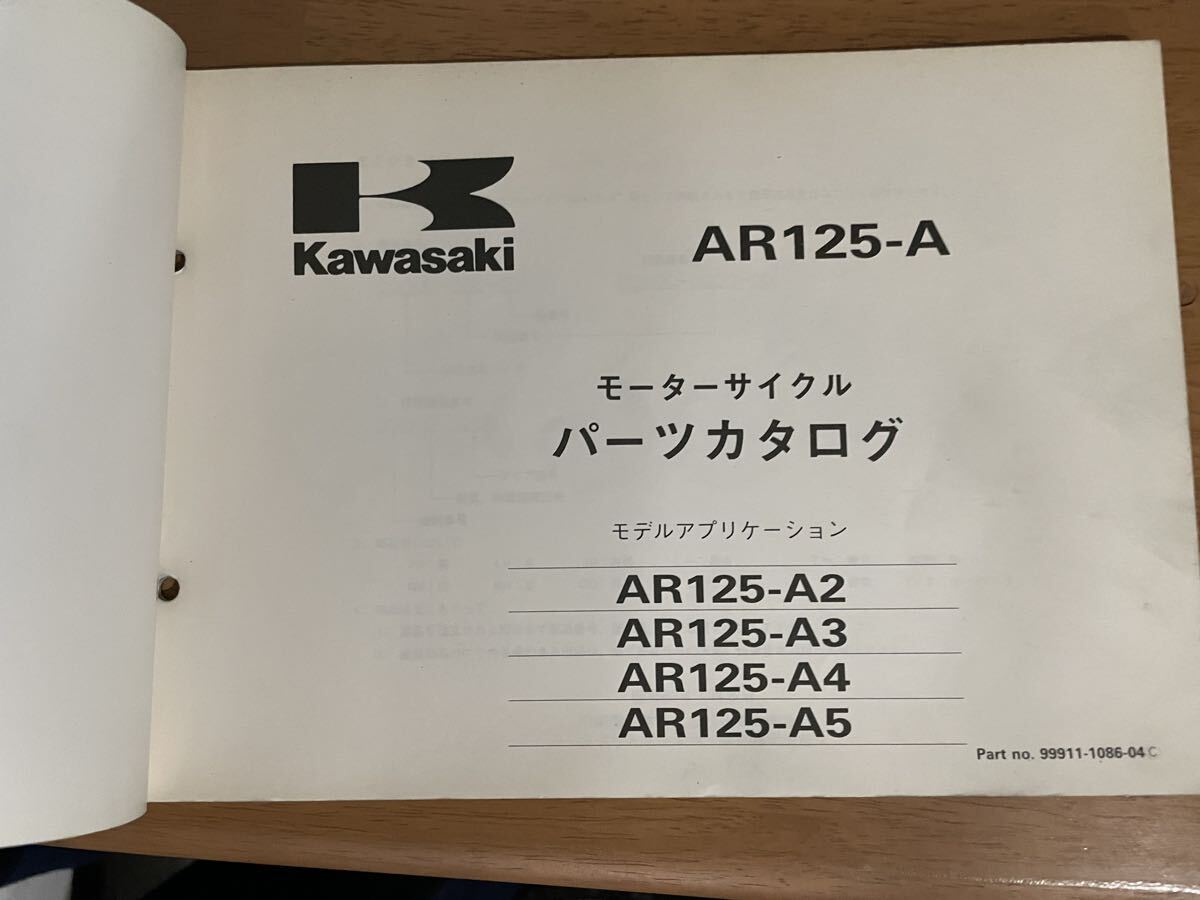 Kawasaki
AR125-A
モーターサイクル
パーツカタログ
モデルアプリケーション
AR125-A2
AR125-A3
AR125-A4
AR125-A5
Part no. 99911-1086-04 C